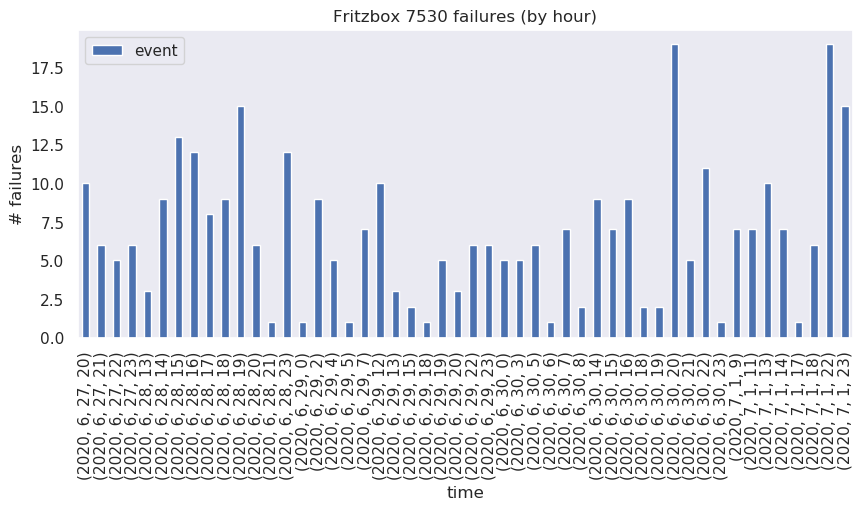 Fritzbox 7530 failures (by hour)
event
# failures
17.5
15.0
12.5
10.0
7.5
5.0
2.5
0.0
(2020, 6, 27, 20)
(2020, 6, 27, 21)
(2020, 6, 27, 22)
(2020, 6, 27, 23)
(2020, 6, 28, 13)
(2020, 6, 28, 14)
(2020, 6, 28, 15)
(2020, 6, 28, 16)
(2020, 6, 28, 17)
(2020, 6, 28, 18)
(2020, 6, 28, 19)
(2020, 6, 28, 20)
(2020, 6, 28, 21)
(2020, 6, 28, 23)
(2020, 6, 29, 0)
(2020, 6, 29, 2)
(2020, 6, 29, 4)
(2020, 6, 29, 5)
(2020, 6, 29, 7)
(2020, 6, 29, 12)
(2020, 6, 29, 13)
(2020, 6, 29, 15)
(2020, 6, 29, 18)
(2020, 6, 29, 19)
(2020, 6, 29, 20)
(2020, 6, 29, 22)
(2020, 6, 29, 23)
(2020, 6, 30, 0)
(2020, 6, 30, 3)
(2020, 6, 30, 5)
(2020, 6, 30, 6)
(2020, 6, 30, 7)
(2020, 6, 30, 8)
(2020, 6, 30, 14)
(2020, 6, 30, 15)
(2020, 6, 30, 16)
(2020, 6, 30, 18)
(2020, 6, 30, 19)
(2020, 6, 30, 20)
(2020, 6, 30, 21)
(2020, 6, 30, 22)
(2020, 6, 30, 23)
(2020, 7, 1, 9)
(2020, 7, 1, 11)
(2020, 7, 1, 13)
(2020, 7, 1, 14)
(2020, 7, 1, 17)
(2020, 7, 1, 18)
(2020, 7, 1, 22)
(2020, 7, 1, 23)
time